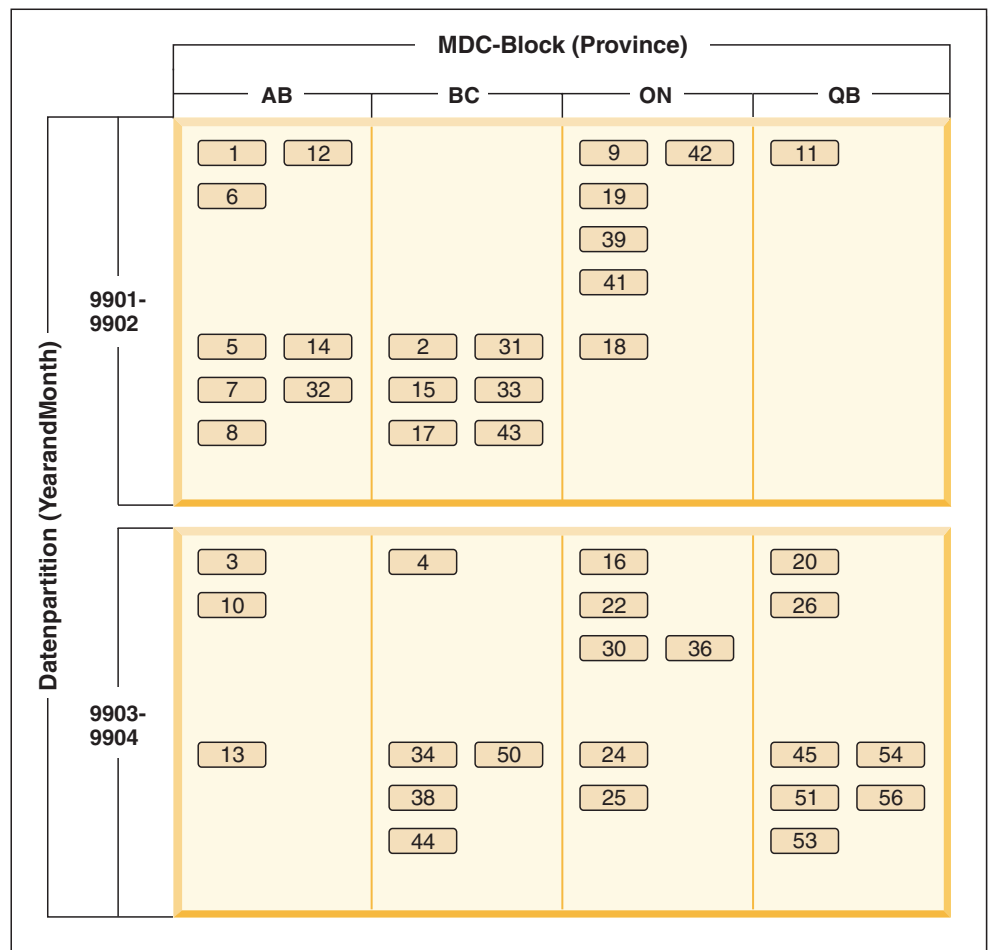 MDC-Block (Province)
AB BC ON QB
Datenpartition (YearandMonth)
9901-
9902
1 12 9 42 11
6 19
39
41
5 14 2 31 18
7 32 15 33
8 17 43
9903-
9904
3 4 16 20
10 22 26
30 36
13 34 50 24 45 54
38 25 51 56
44 53